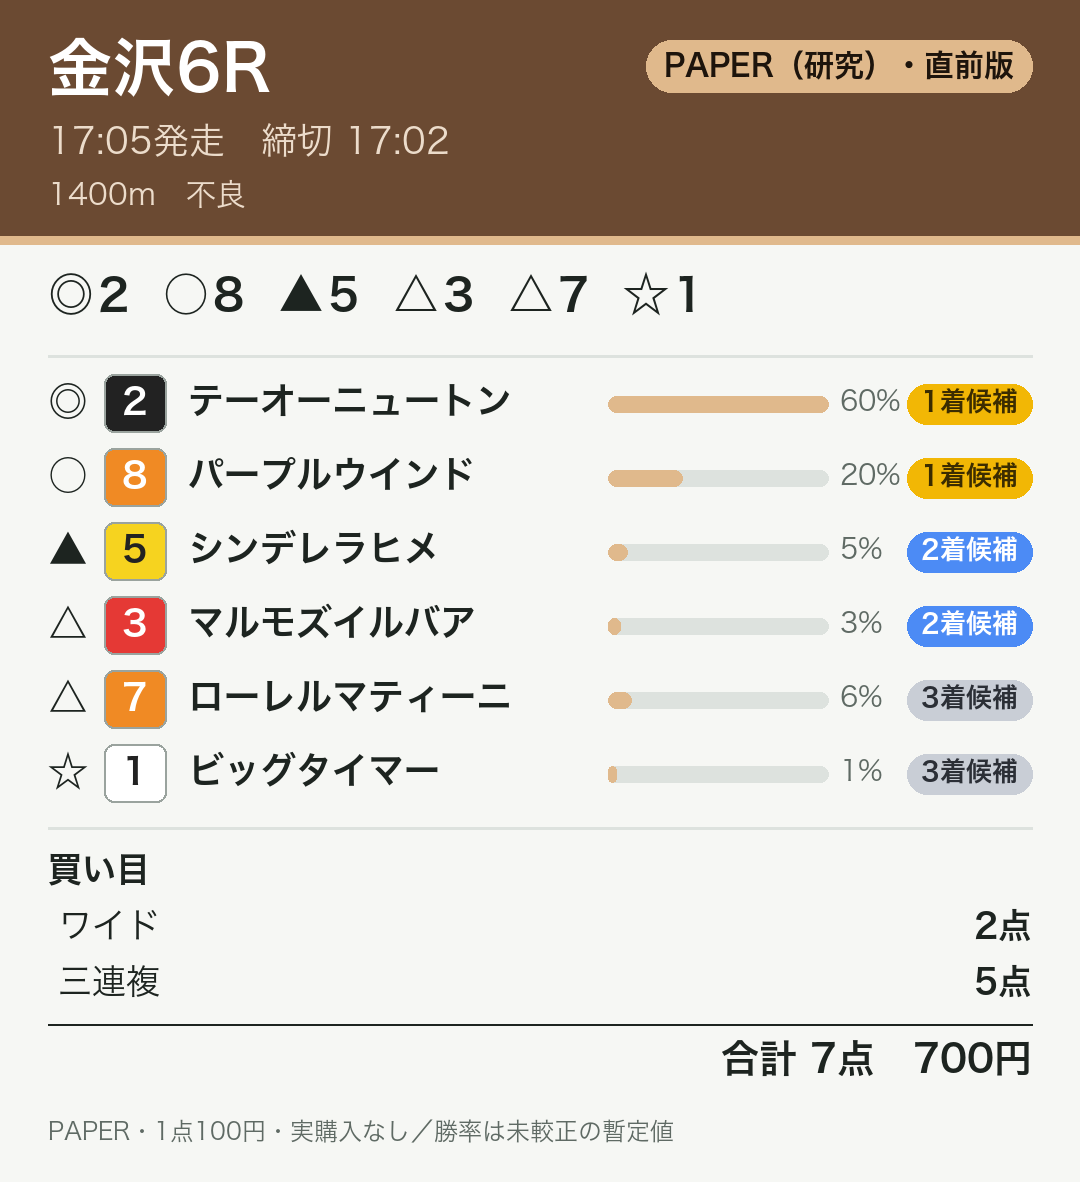 金沢6R
PAPER（研究）・直前版
17:05発走　締切 17:02
1400m　不良
◎2 ○8 ▲5 △3 △7 ☆1
◎ 2 テーオーニュートン 60% 1着候補
○ 8 パープルウインド 20% 1着候補
▲ 5 シンデレラヒメ 5% 2着候補
△ 3 マルモズイルバア 3% 2着候補
△ 7 ローレルマティーニ 6% 3着候補
☆ 1 ビッグタイマー 1% 3着候補
買い目
ワイド 2点
三連複 5点
合計 7点　700円
PAPER・1点100円・実購入なし／勝率は未較正の暫定値